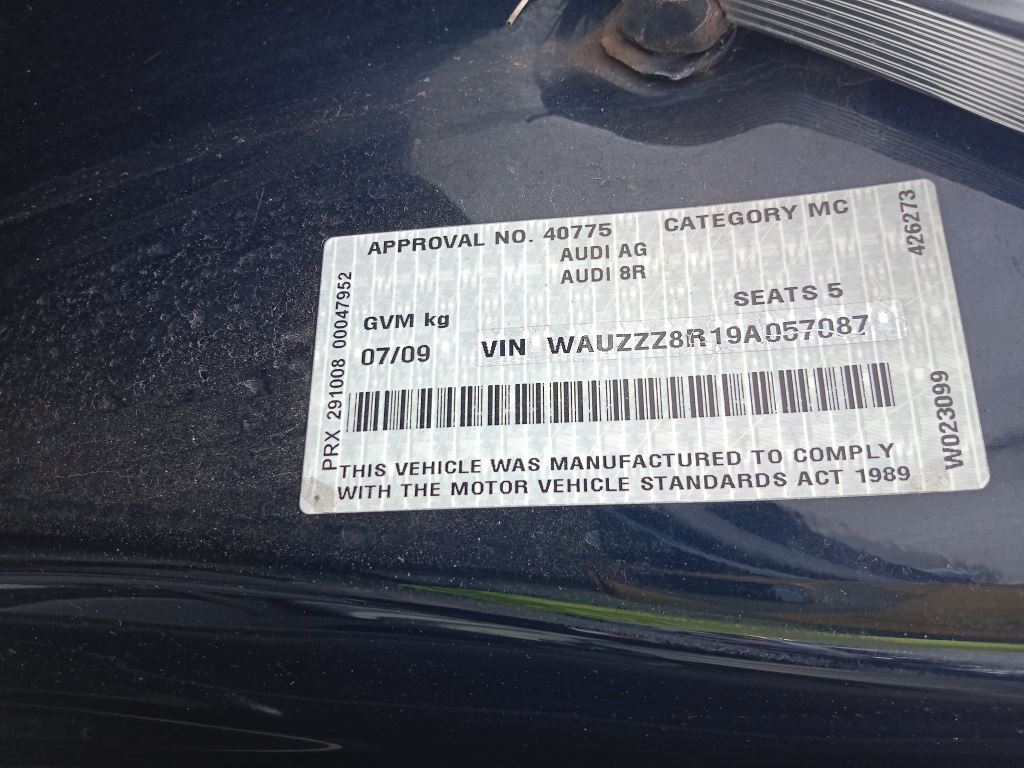 APPROVAL NO. 40775
CATEGORY MC
AUDI AG
AUDI 8R
SEATS 5
GVM kg
07/09
VIN WAUZZZ8R19A057087
THIS VEHICLE WAS MANUFACTURED TO COMPLY
WITH THE MOTOR VEHICLE STANDARDS ACT 1989
PRX 291008 00047952
426273
W023099